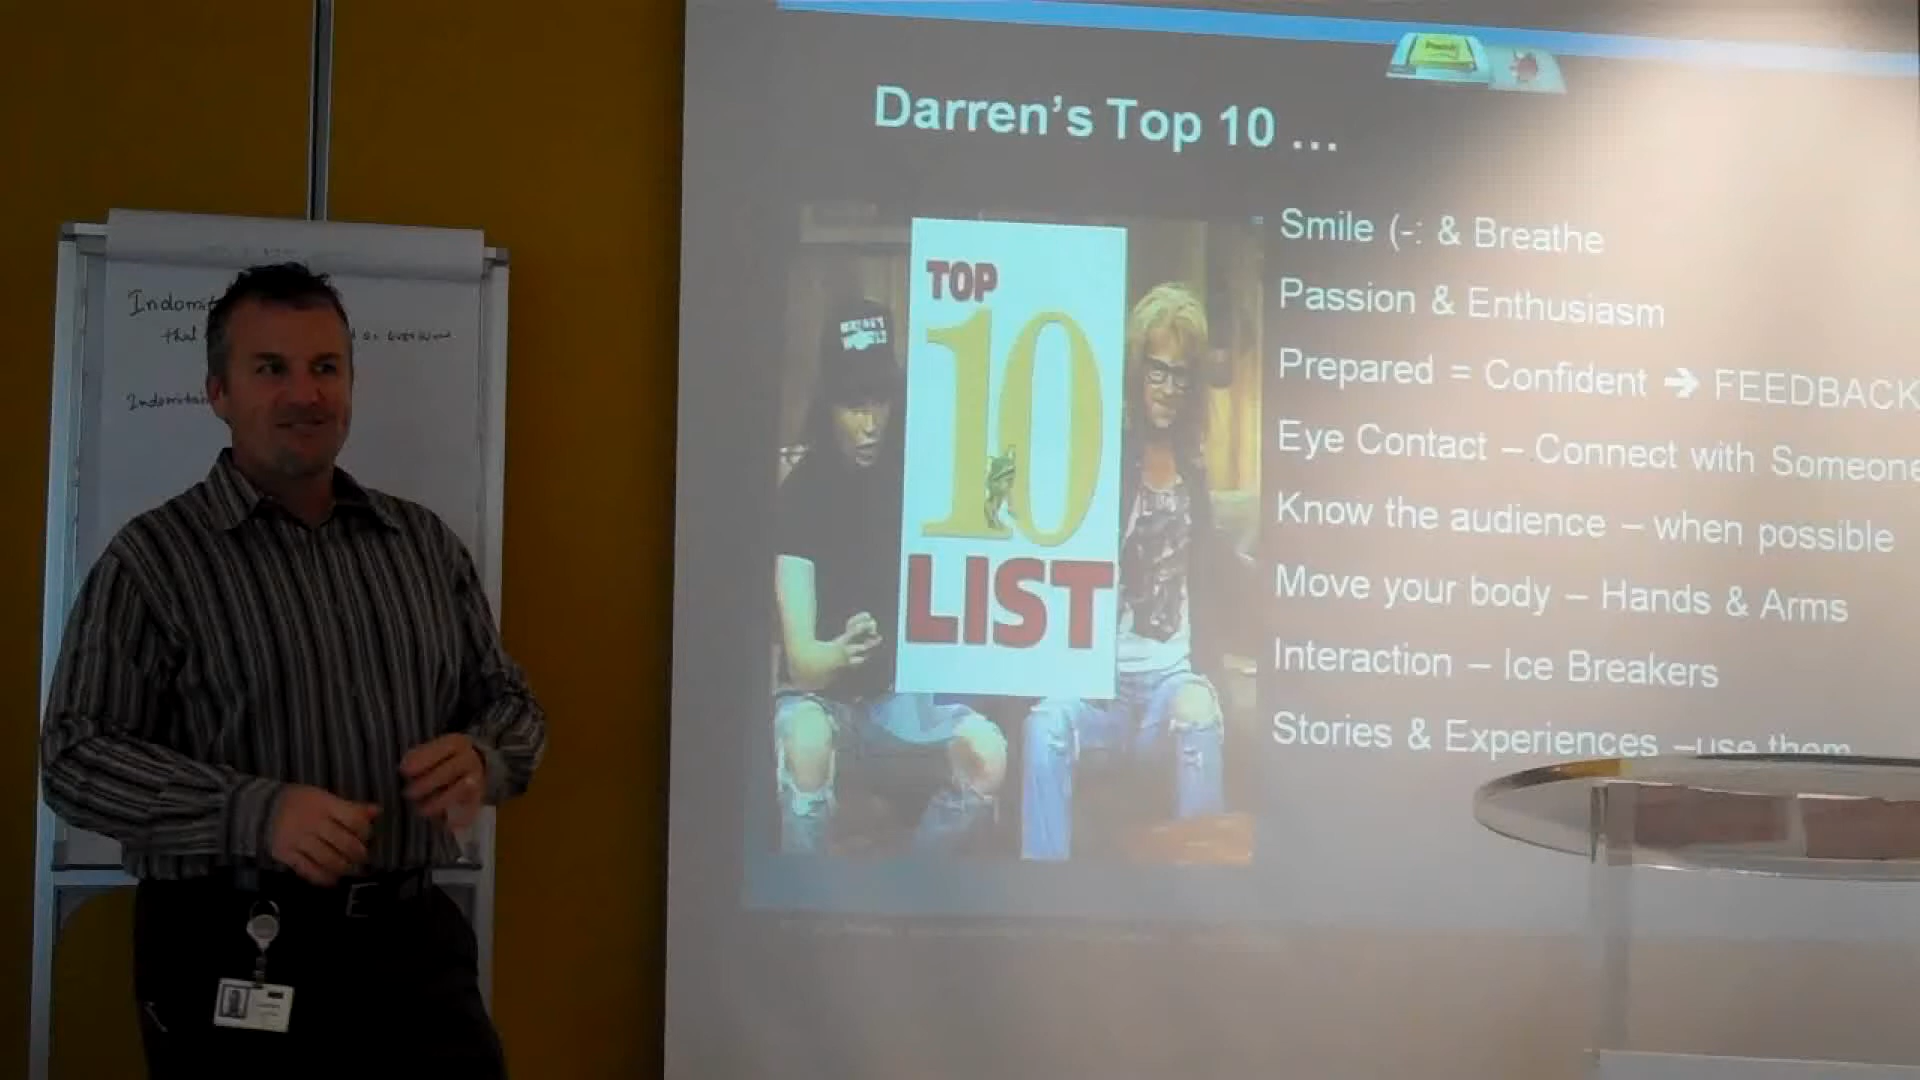 Darren's Top 10 ...
TOP
10
LIST
Smile (-: & Breathe
Passion & Enthusiasm
Prepared = Confident ➔ FEEDBACK
Eye Contact – Connect with Someone
Know the audience – when possible
Move your body – Hands & Arms
Interaction – Ice Breakers
Stories & Experiences –use them
that